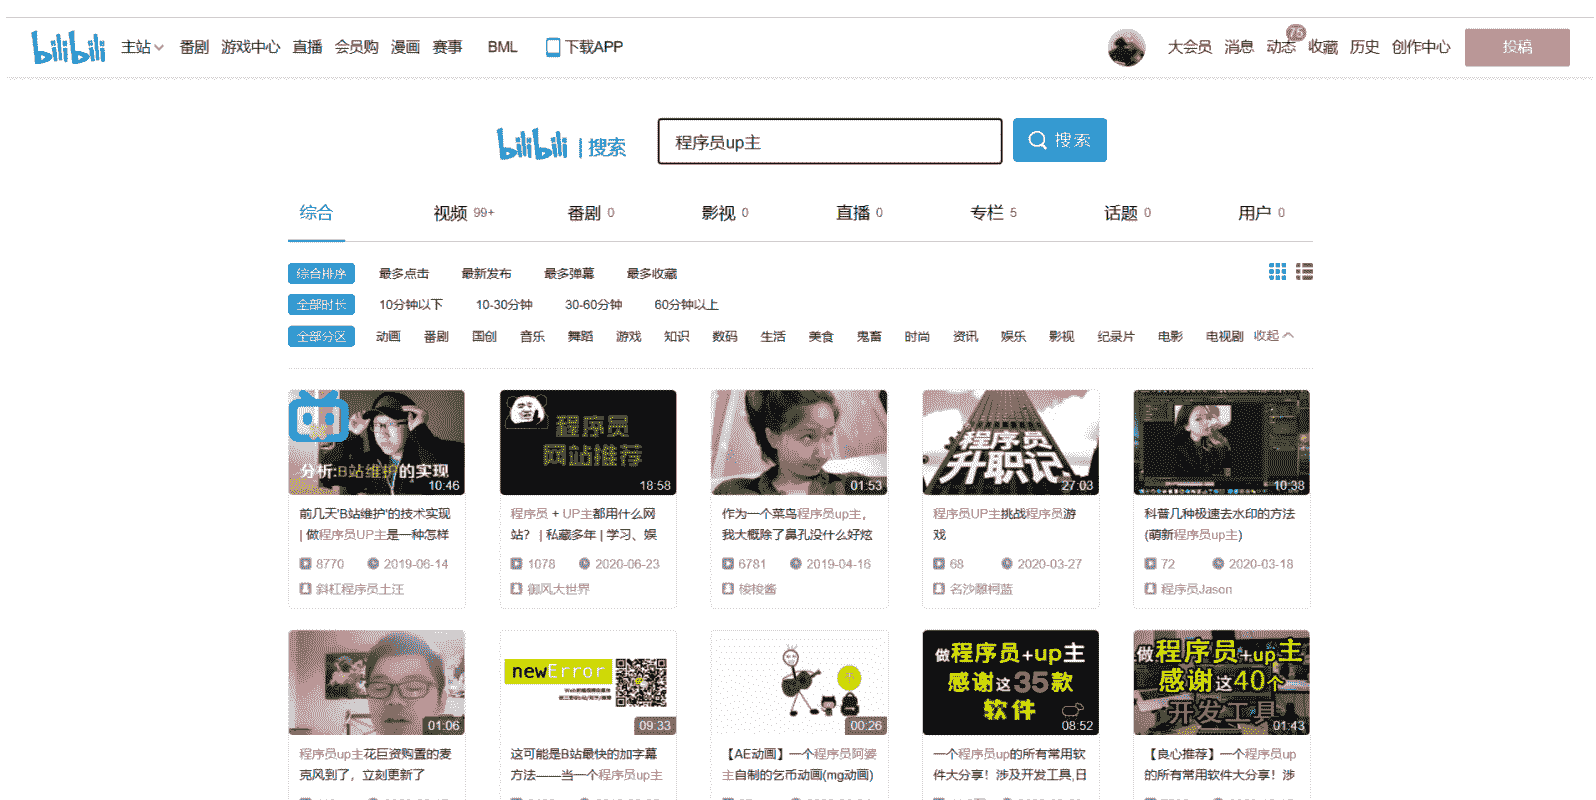 bilibili 主站 番剧 游戏中心 直播 会员购 漫画 赛事 BML 下载APP 大会员 消息 动态 75 收藏 历史 创作中心 投稿
bilibili | 搜索 程序员up主 搜索
综合 视频 99+ 番剧 0 影视 0 直播 0 专栏 5 话题 0 用户 0
综合排序 最多点击 最新发布 最多弹幕 最多收藏
全部时长 10分钟以下 10-30分钟 30-60分钟 60分钟以上
全部分区 动画 番剧 国创 音乐 舞蹈 游戏 知识 数码 生活 美食 鬼畜 时尚 资讯 娱乐 影视 纪录片 电影 电视剧 收起
分析:B站维护的实现
10:46
前几天'B站维护'的技术实现
| 做程序员UP主是一种怎样
8770 2019-06-14
斜杠程序员土汪
程序员
网站推荐
18:58
程序员 + UP主都用什么网
站？ | 私藏多年 | 学习、娱
1078 2020-06-23
御风大世界
01:53
作为一个菜鸟程序员up主，
我大概除了鼻孔没什么好炫
6781 2019-04-16
梭梭酱
程序员
升职记
27:03
程序员UP主挑战程序员游
戏
68 2020-03-27
名沙雕柯蓝
10:38
科普几种极速去水印的方法
(萌新程序员up主)
72 2020-03-18
程序员Jason
01:06
程序员up主花巨资购置的麦
克风到了，立刻更新了
newError
09:33
这可能是B站最快的加字幕
方法——当一个程序员up主
00:26
【AE动画】一个程序员阿婆
主自制的乞币动画(mg动画)
做程序员+up主
感谢这35款
软件
08:52
一个程序员up的所有常用软
件大分享！涉及开发工具,日
做程序员+up主
感谢这40个
开发工具
01:43
【良心推荐】一个程序员up
的所有常用软件大分享！涉